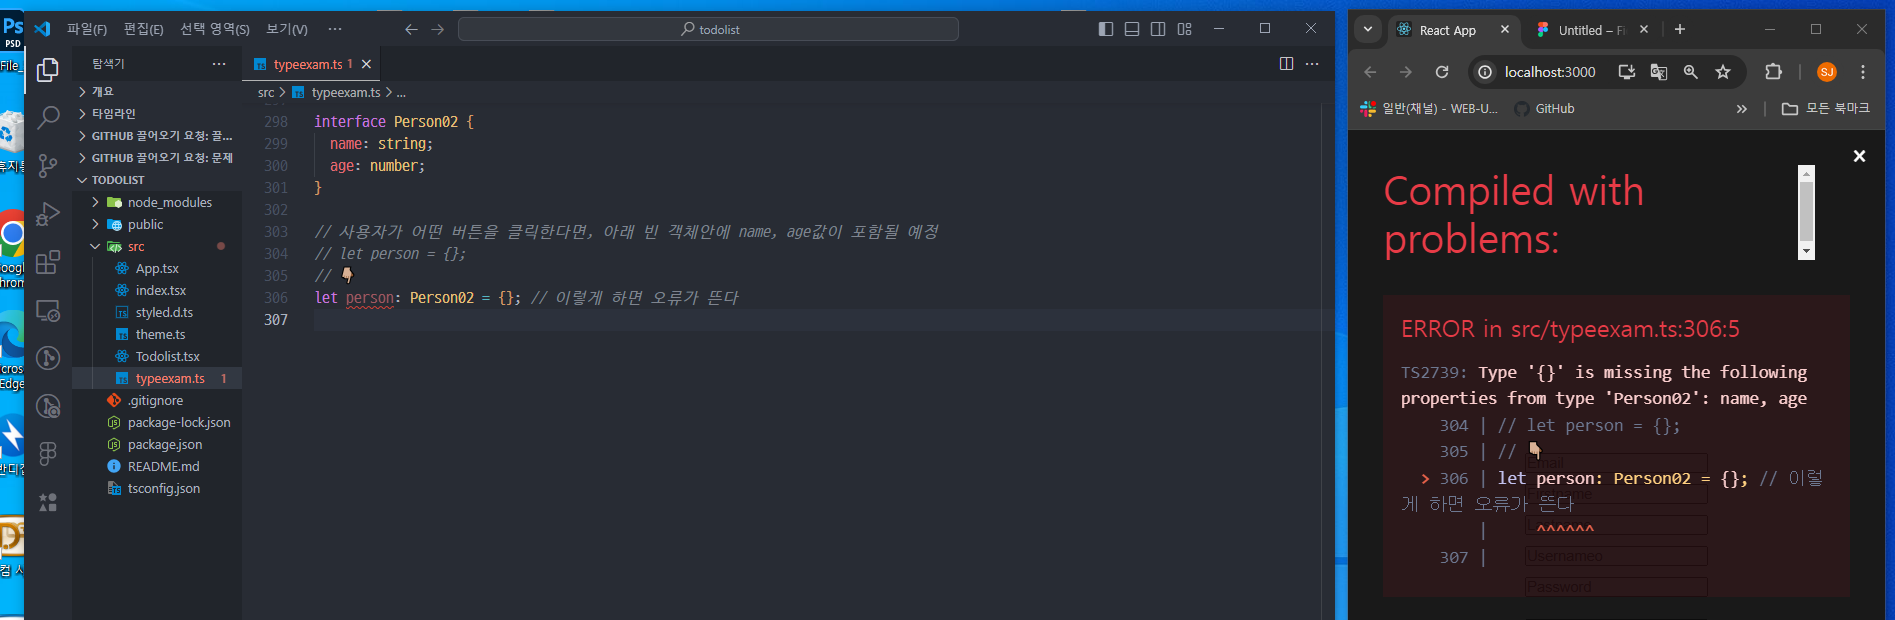 Ps
PSD
File_
파일(F) 편집(E) 선택 영역(S) 보기(V) ···
todolist
탐색기 ···
개요
타임라인
GITHUB 끌어오기 요청: 끌...
GITHUB 끌어오기 요청: 문제
TODOLIST
node_modules
public
src
App.tsx
index.tsx
styled.d.ts
theme.ts
Todolist.tsx
typeexam.ts 1
.gitignore
package-lock.json
package.json
README.md
tsconfig.json
typeexam.ts 1
src > typeexam.ts > ...
298 interface Person02 {
299 name: string;
300 age: number;
301 }
302
303 // 사용자가 어떤 버튼을 클릭한다면, 아래 빈 객체안에 name, age값이 포함될 예정
304 // let person = {};
305 // 👇
306 let person: Person02 = {}; // 이렇게 하면 오류가 뜬다
307
React App
Untitled – Fi
localhost:3000
SJ
일반(채널) - WEB-U...
GitHub
모든 북마크
Compiled with
problems:
ERROR in src/typeexam.ts:306:5
TS2739: Type '{}' is missing the following
properties from type 'Person02': name, age
304 | // let person = {};
305 | // 👇
> 306 | let person: Person02 = {}; // 이렇
게 하면 오류가 뜬다
| ^^^^^^
307 |
Email
Password